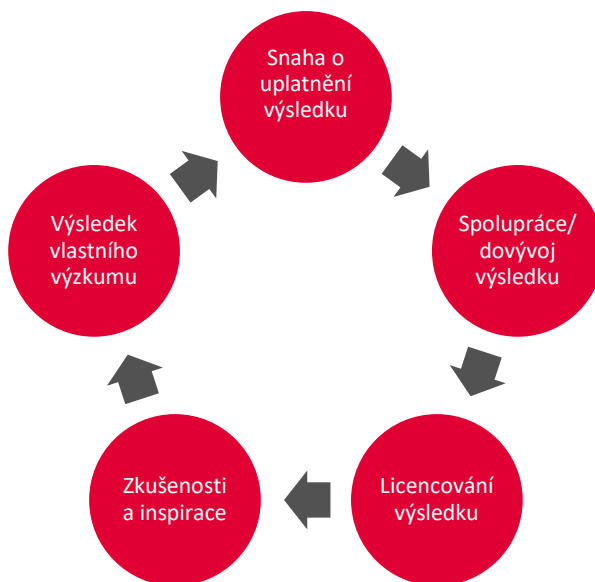 Snaha o
uplatnění
výsledku
Spolupráce/
dovývoj
výsledku
Licencování
výsledku
Zkušenosti
a inspirace
Výsledek
vlastního
výzkumu